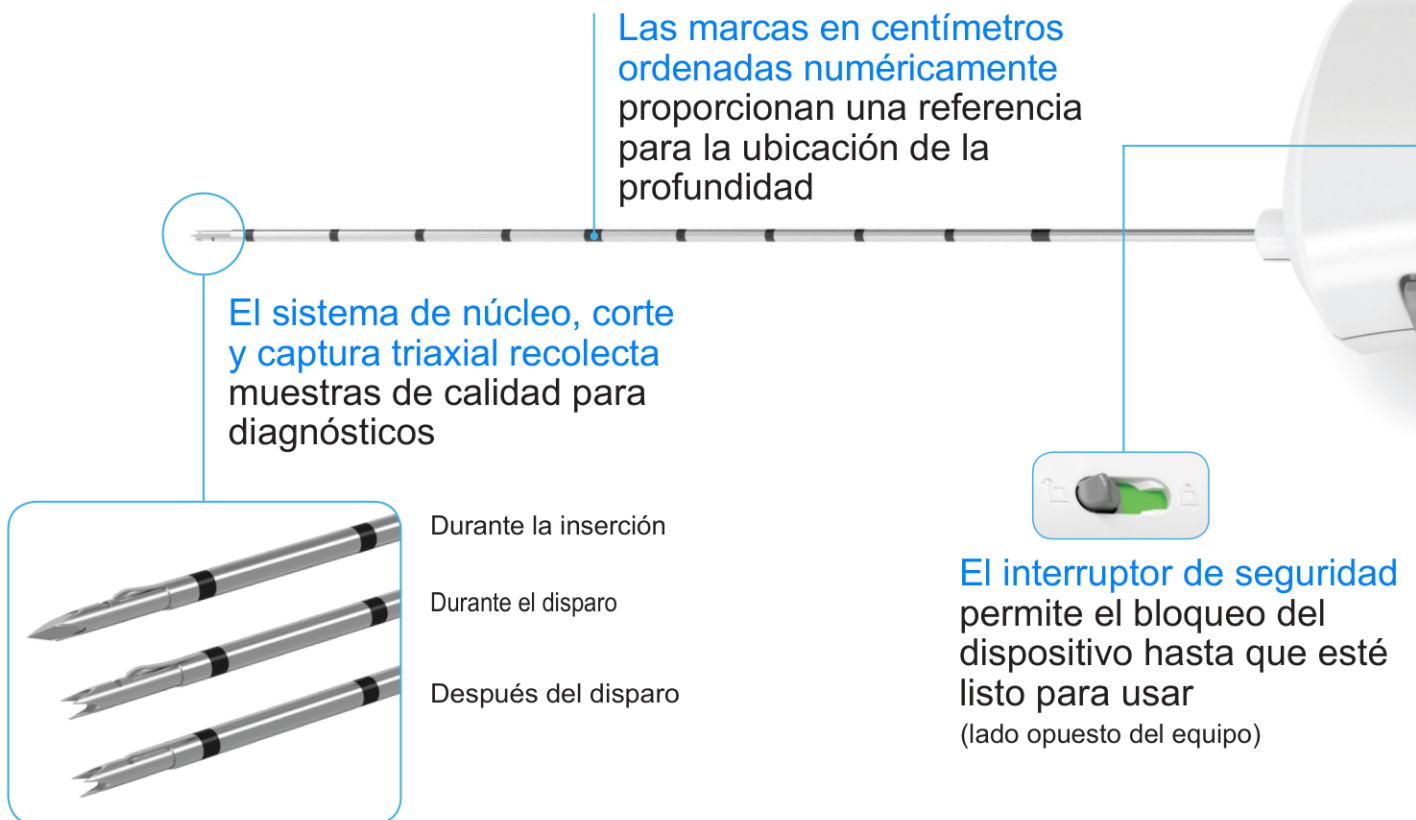 Las marcas en centímetros
ordenadas numéricamente
proporcionan una referencia
para la ubicación de la
profundidad
El sistema de núcleo, corte
y captura triaxial recolecta
muestras de calidad para
diagnósticos
Durante la inserción
Durante el disparo
Después del disparo
El interruptor de seguridad
permite el bloqueo del
dispositivo hasta que esté
listo para usar
(lado opuesto del equipo)